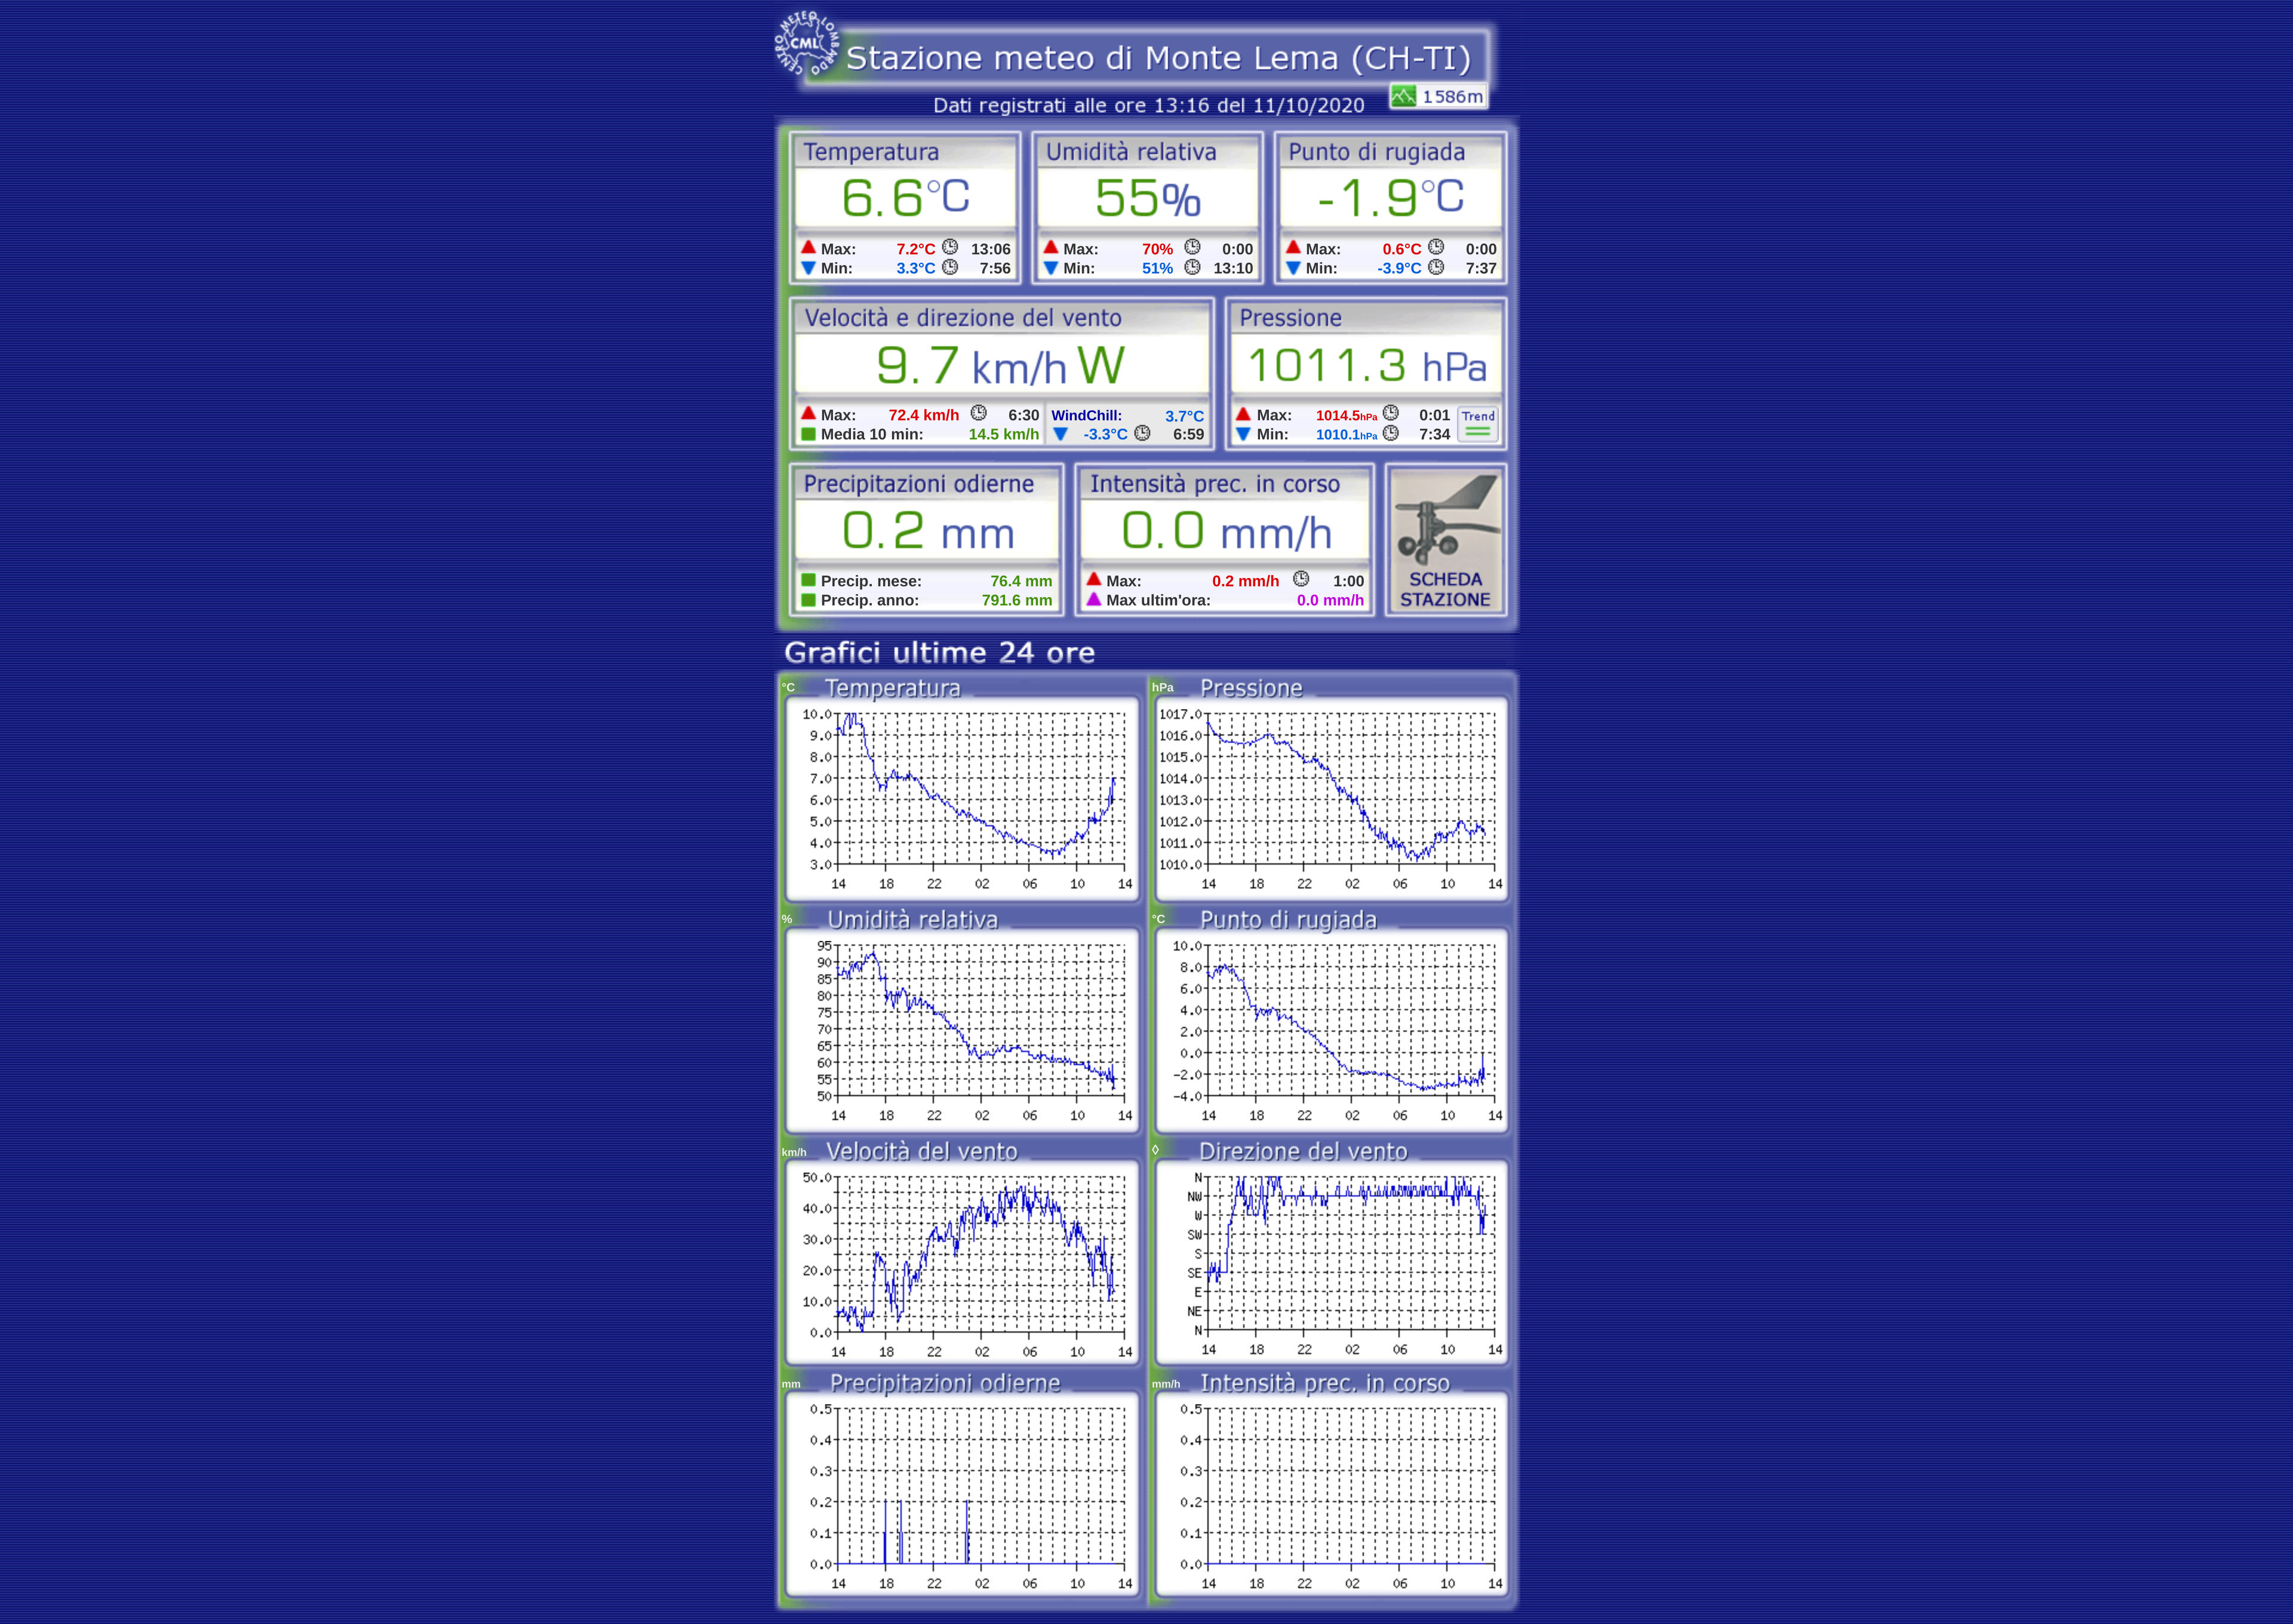 CENTRO METEO LOMBARDO
CML
Stazione meteo di Monte Lema (CH-TI)
Dati registrati alle ore 13:16 del 11/10/2020
1586m
Temperatura Umidità relativa Punto di rugiada
6.6°C 55% -1.9°C
Max: 7.2°C 13:06 Max: 70% 0:00 Max: 0.6°C 0:00
Min: 3.3°C 7:56 Min: 51% 13:10 Min: -3.9°C 7:37
Velocità e direzione del vento Pressione
9.7 km/h W 1011.3 hPa
Max: 72.4 km/h 6:30 WindChill: 3.7°C Max: 1014.5hPa 0:01 Trend
Media 10 min: 14.5 km/h -3.3°C 6:59 Min: 1010.1hPa 7:34
Precipitazioni odierne Intensità prec. in corso
0.2 mm 0.0 mm/h
Precip. mese: 76.4 mm Max: 0.2 mm/h 1:00 SCHEDA
Precip. anno: 791.6 mm Max ultim'ora: 0.0 mm/h STAZIONE
Grafici ultime 24 ore
°C Temperatura
10.0
9.0
8.0
7.0
6.0
5.0
4.0
3.0
14 18 22 02 06 10 14
hPa Pressione
1017.0
1016.0
1015.0
1014.0
1013.0
1012.0
1011.0
1010.0
14 18 22 02 06 10 14
% Umidità relativa
95
90
85
80
75
70
65
60
55
50
14 18 22 02 06 10 14
°C Punto di rugiada
10.0
8.0
6.0
4.0
2.0
0.0
-2.0
-4.0
14 18 22 02 06 10 14
km/h Velocità del vento
50.0
40.0
30.0
20.0
10.0
0.0
14 18 22 02 06 10 14
◊ Direzione del vento
N
NW
W
SW
S
SE
E
NE
N
14 18 22 02 06 10 14
mm Precipitazioni odierne
0.5
0.4
0.3
0.2
0.1
0.0
14 18 22 02 06 10 14
mm/h Intensità prec. in corso
0.5
0.4
0.3
0.2
0.1
0.0
14 18 22 02 06 10 14